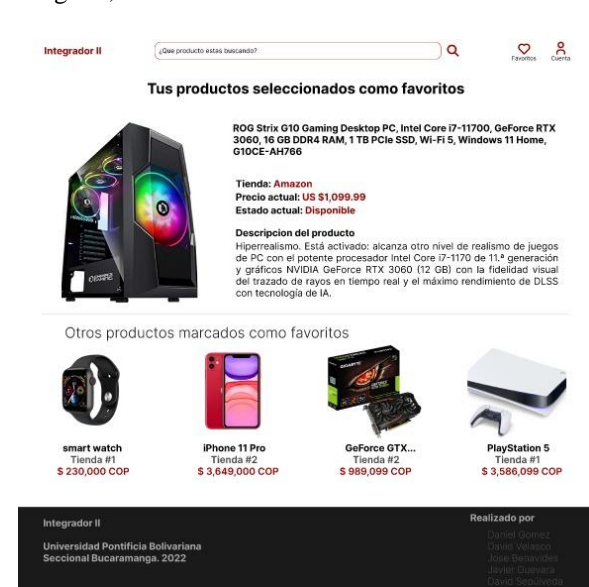 Integrador II
¿Que producto estas buscando?
Favoritos
Cuenta
Tus productos seleccionados como favoritos
ROG Strix G10 Gaming Desktop PC, Intel Core i7-11700, GeForce RTX
3060, 16 GB DDR4 RAM, 1 TB PCIe SSD, Wi-Fi 5, Windows 11 Home,
G10CE-AH766
Tienda: Amazon
Precio actual: US $1,099.99
Estado actual: Disponible
Descripcion del producto
Hiperrealismo. Está activado: alcanza otro nivel de realismo de juegos
de PC con el potente procesador Intel Core i7-1170 de 11.ª generación
y gráficos NVIDIA GeForce RTX 3060 (12 GB) con la fidelidad visual
del trazado de rayos en tiempo real y el máximo rendimiento de DLSS
con tecnología de IA.
Otros productos marcados como favoritos
smart watch
Tienda #1
$ 230,000 COP
iPhone 11 Pro
Tienda #2
$ 3,649,000 COP
GeForce GTX...
Tienda #2
$ 989,099 COP
PlayStation 5
Tienda #1
$ 3,586,099 COP
Integrador II
Universidad Pontificia Bolivariana
Seccional Bucaramanga. 2022
Realizado por
Daniel Gomez
David Velasco
Jose Benavides
Javier Guevara
David Sepúlveda